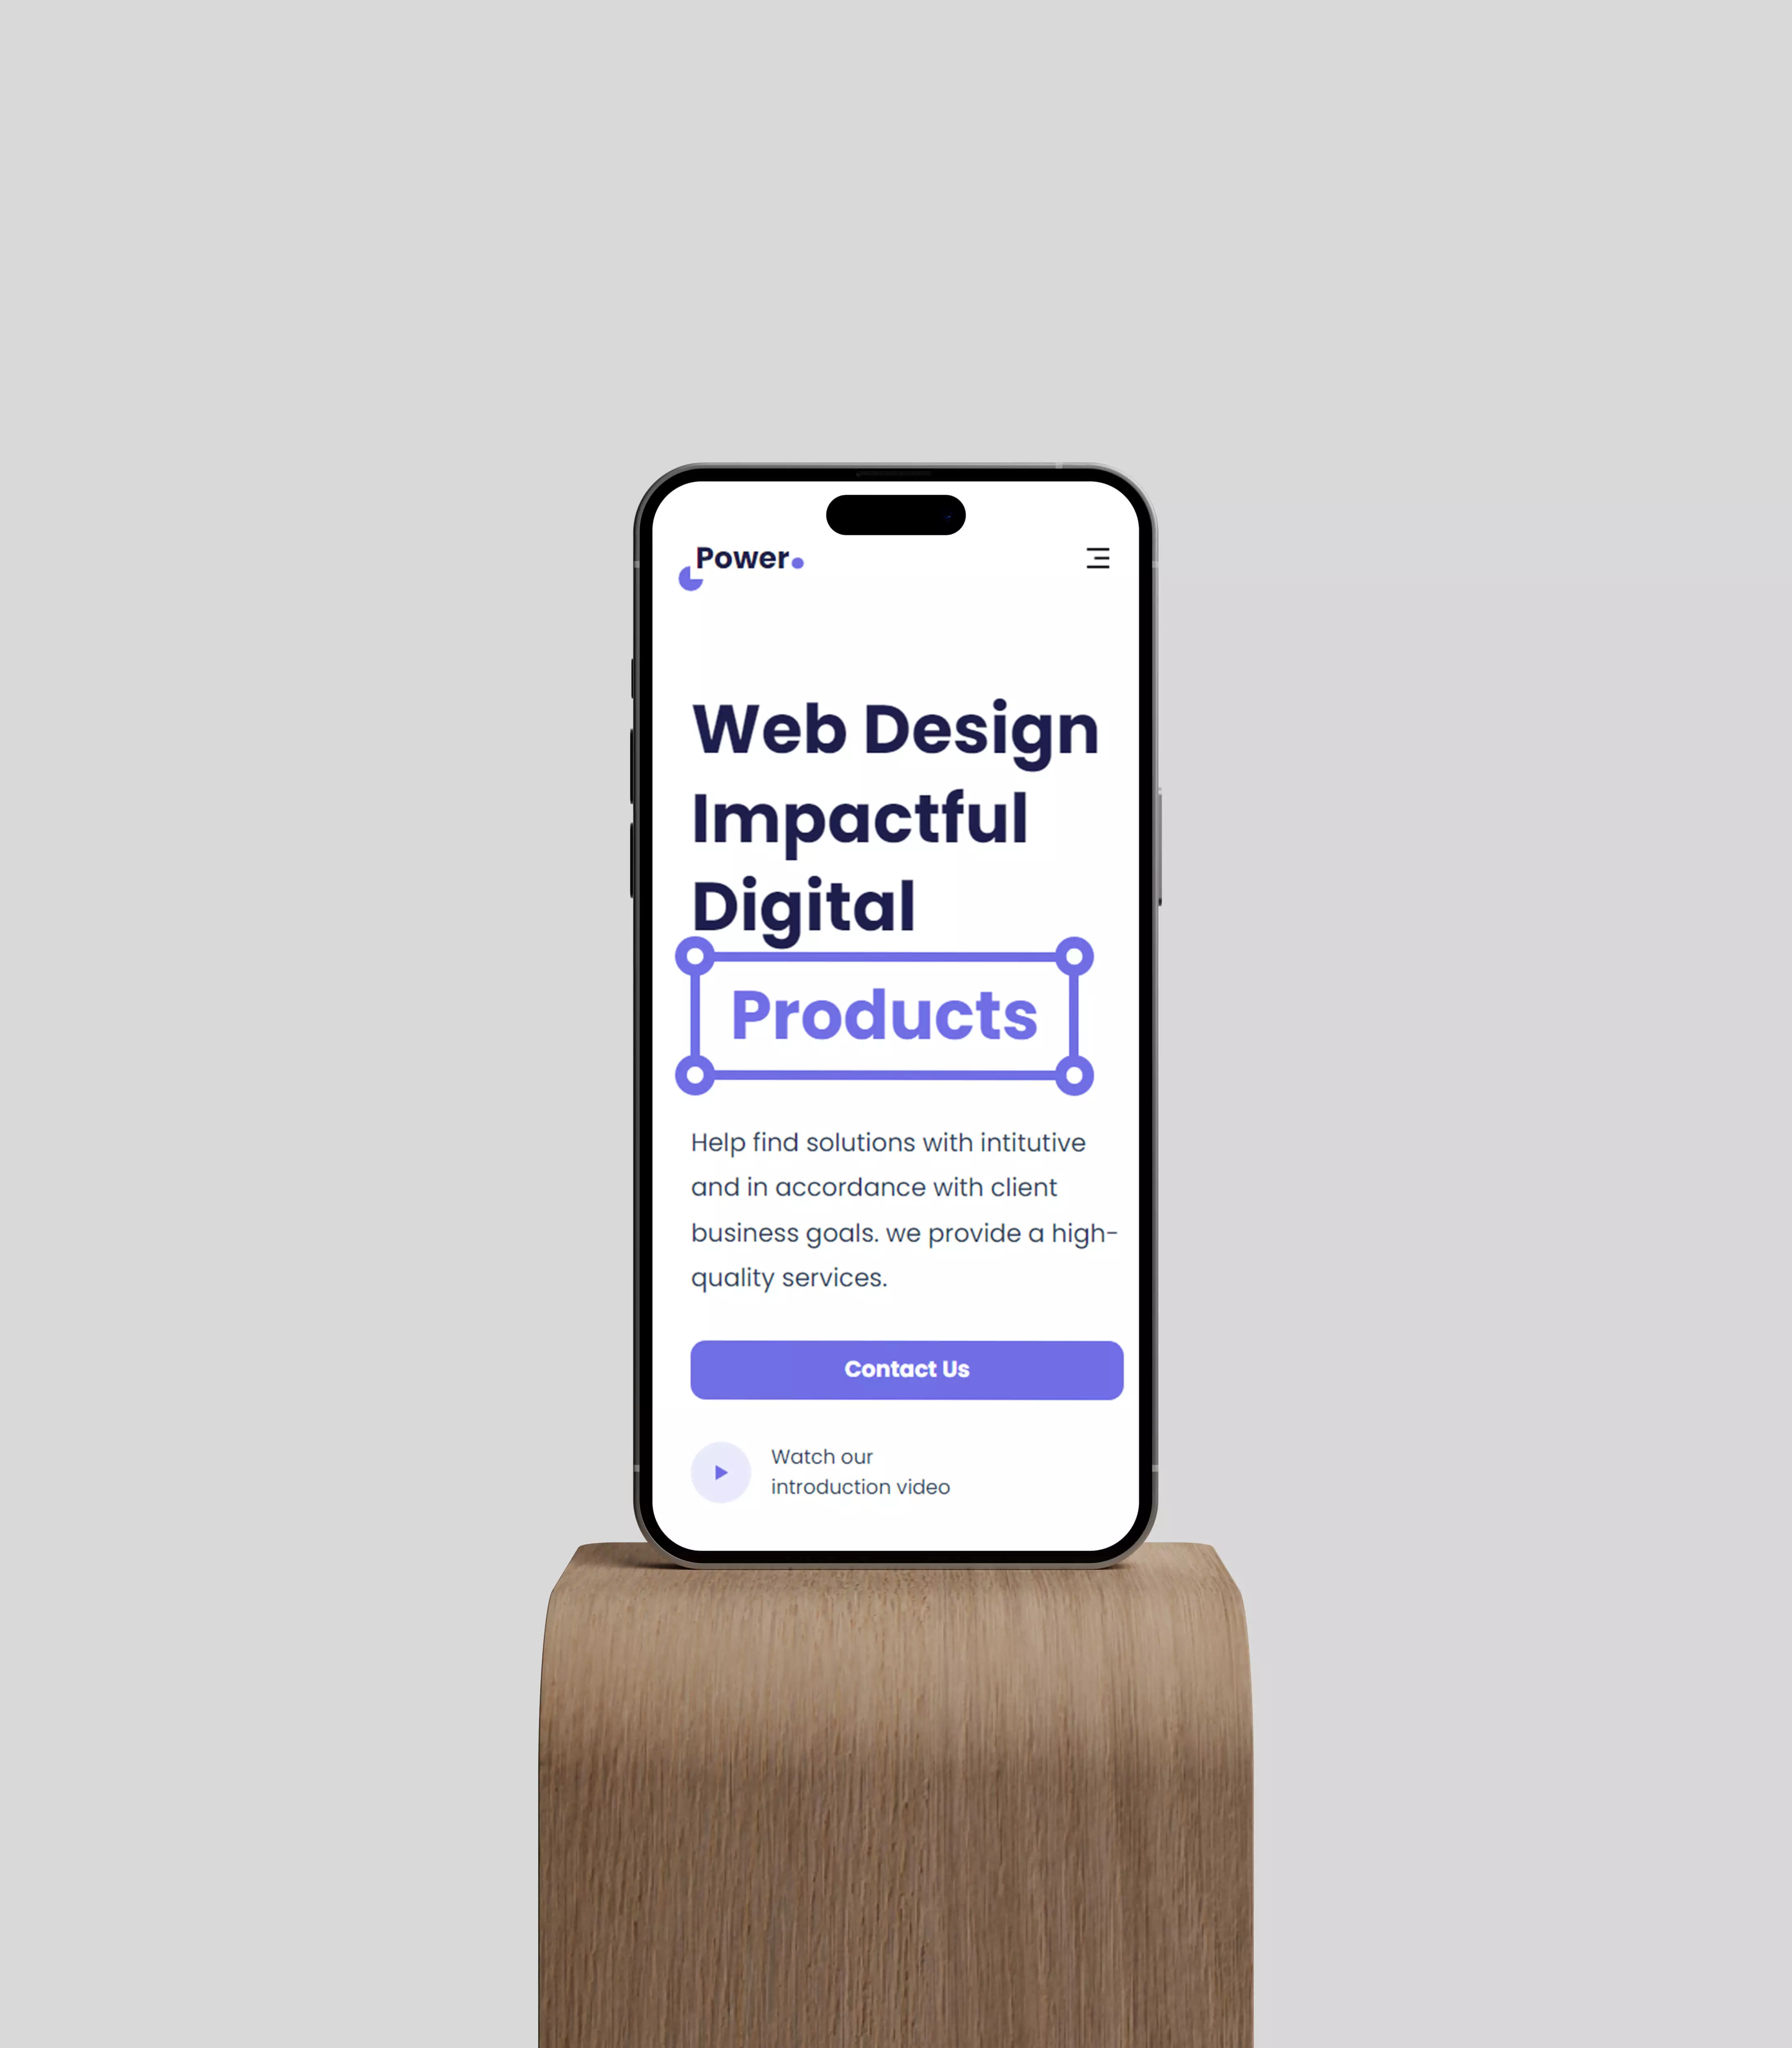 Power.
Web Design
Impactful
Digital
Products
Help find solutions with intitutive
and in accordance with client
business goals. we provide a high-
quality services.
Contact Us
Watch our
introduction video